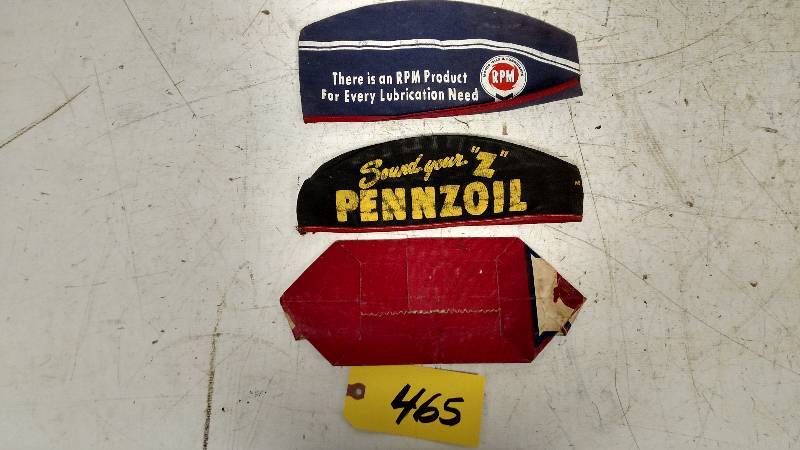 There is an RPM Product
For Every Lubrication Need
RPM
Sound your "Z"
PENNZOIL
465